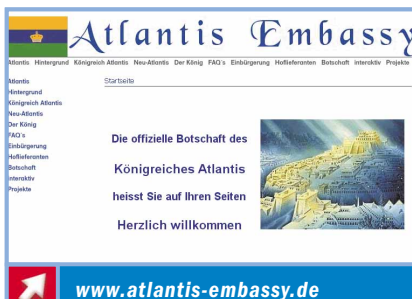 Atlantis Embassy
Atlantis Hintergrund Königreich Atlantis Neu-Atlantis Der König FAQ's Einbürgerung Hoflieferanten Botschaft interaktiv Projekte
Startseite
Atlantis
Hintergrund
Königreich Atlantis
Neu-Atlantis
Der König
FAQ's
Einbürgerung
Hoflieferanten
Botschaft
interaktiv
Projekte
Die offizielle Botschaft des
Königreiches Atlantis
heisst Sie auf Ihren Seiten
Herzlich willkommen
www.atlantis-embassy.de